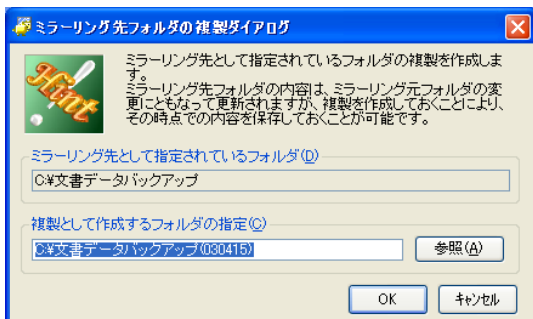 ミラーリング先フォルダの複製ダイアログ
Hint
ミラーリング先として指定されているフォルダの複製を作成しま
す。
ミラーリング先フォルダの内容は、ミラーリング元フォルダの変
更にともなって更新されますが、複製を作成しておくことにより、
その時点での内容を保存しておくことが可能です。
ミラーリング先として指定されているフォルダ(D)
C:¥文書データバックアップ
複製として作成するフォルダの指定(C)
C:¥文書データバックアップ(030415)
参照(A)
OK
キャンセル